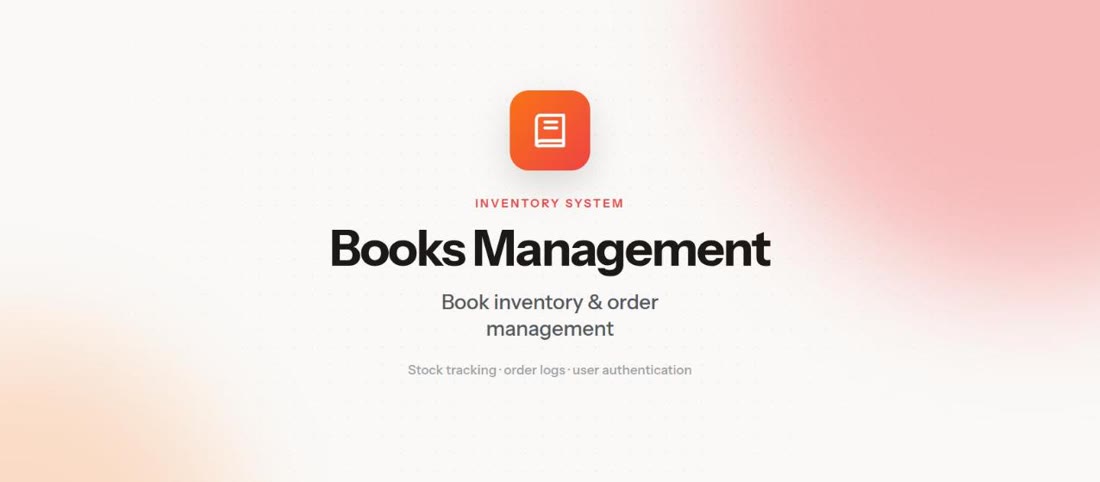 INVENTORY SYSTEM
Books Management
Book inventory & order
management
Stock tracking · order logs · user authentication